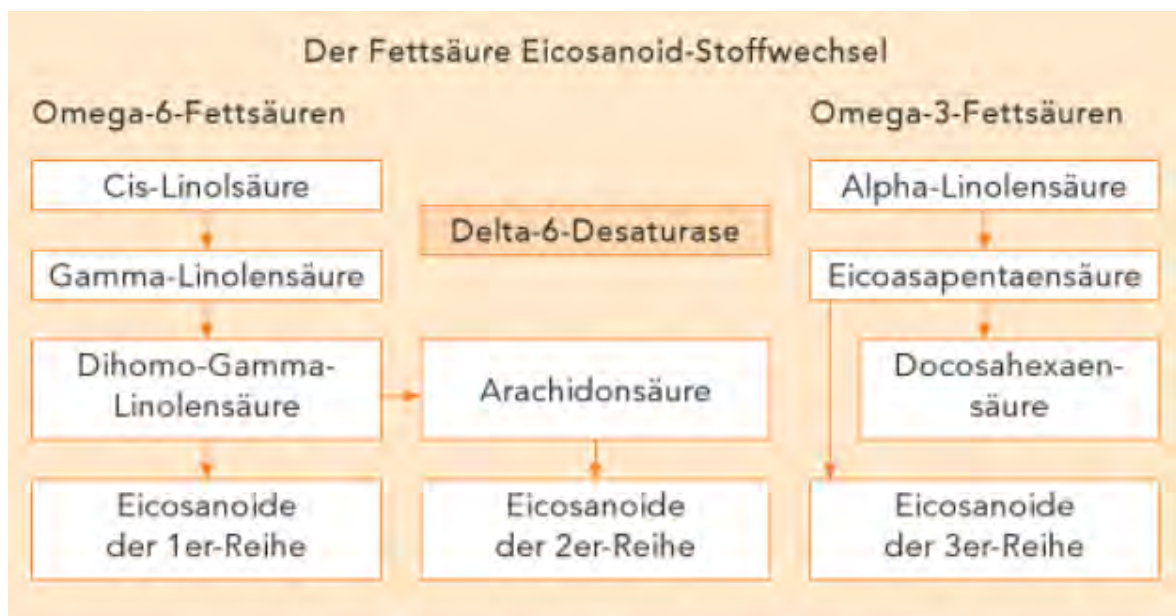 Der Fettsäure Eicosanoid-Stoffwechsel
Omega-6-Fettsäuren
Cis-Linolsäure
Gamma-Linolensäure
Dihomo-Gamma-
Linolensäure
Eicosanoide
der 1er-Reihe
Delta-6-Desaturase
Arachidonsäure
Eicosanoide
der 2er-Reihe
Omega-3-Fettsäuren
Alpha-Linolensäure
Eicoasapentaensäure
Docosahexaen-
säure
Eicosanoide
der 3er-Reihe